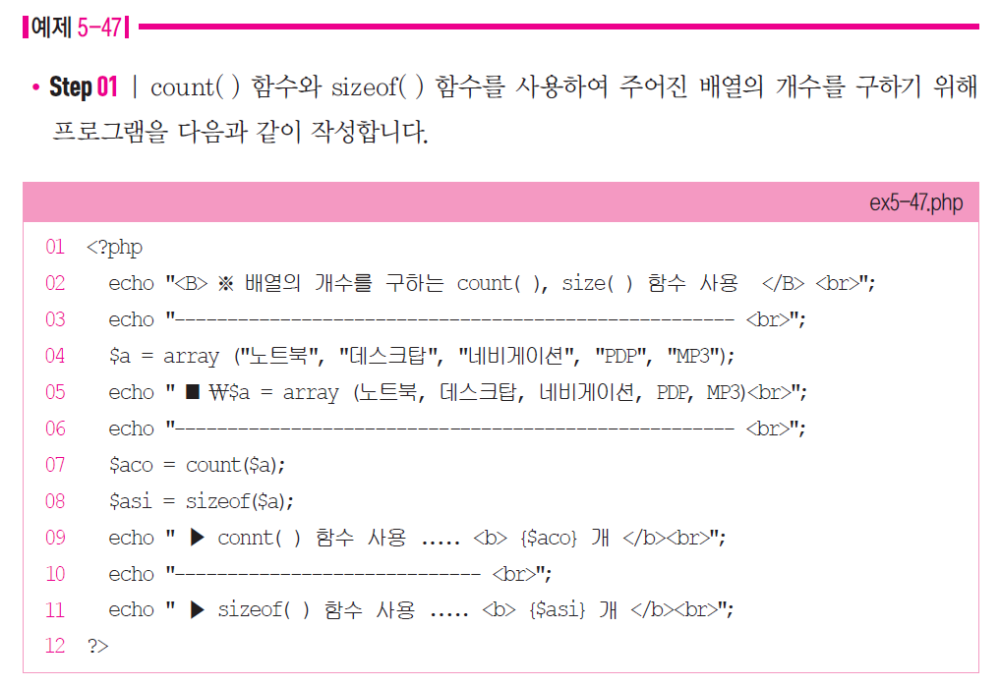 예제 5-47
• Step 01 | count( ) 함수와 sizeof( ) 함수를 사용하여 주어진 배열의 개수를 구하기 위해
프로그램을 다음과 같이 작성합니다.
ex5-47.php
01 <?php
02 echo "<B> ※ 배열의 개수를 구하는 count( ), size( ) 함수 사용 </B> <br>";
03 echo "----------------------------------------------------- <br>";
04 $a = array ("노트북", "데스크탑", "네비게이션", "PDP", "MP3");
05 echo " ■ ₩$a = array (노트북, 데스크탑, 네비게이션, PDP, MP3)<br>";
06 echo "----------------------------------------------------- <br>";
07 $aco = count($a);
08 $asi = sizeof($a);
09 echo " ▶ connt( ) 함수 사용 ..... <b> {$aco} 개 </b><br>";
10 echo "----------------------------- <br>";
11 echo " ▶ sizeof( ) 함수 사용 ..... <b> {$asi} 개 </b><br>";
12 ?>